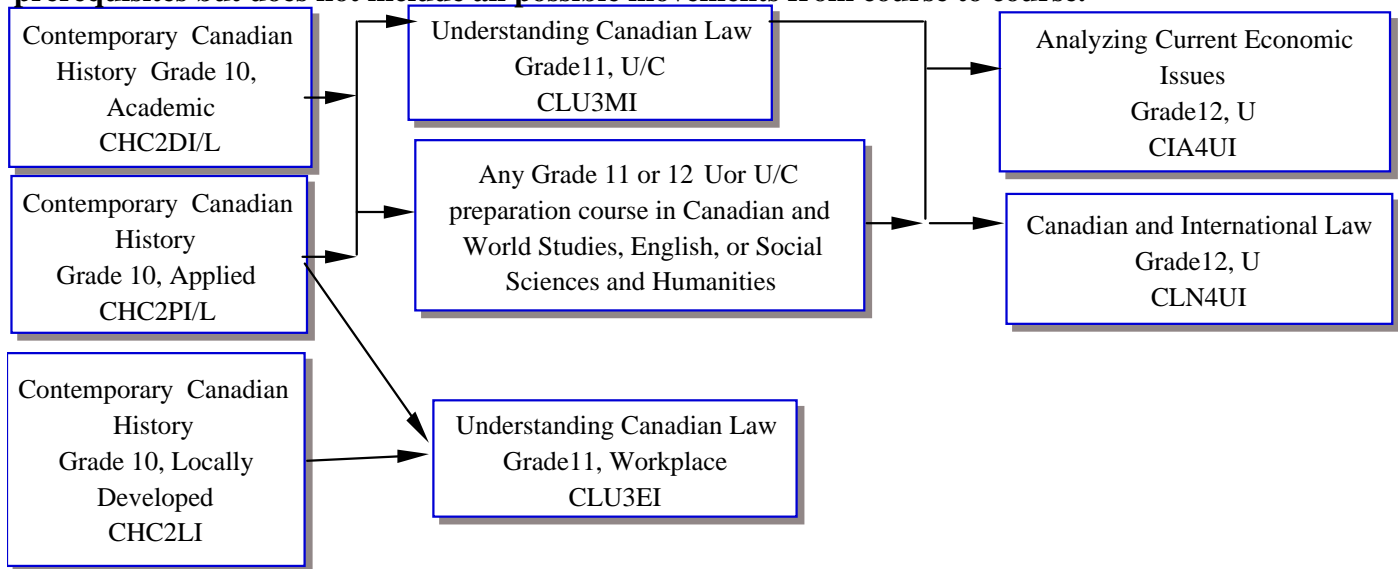 prerequisites but does not include all possible movements from course to course.
Contemporary Canadian
History Grade 10,
Academic
CHC2DI/L
Understanding Canadian Law
Grade11, U/C
CLU3MI
Analyzing Current Economic
Issues
Grade12, U
CIA4UI
Contemporary Canadian
History
Grade 10, Applied
CHC2PI/L
Any Grade 11 or 12 Uor U/C
preparation course in Canadian and
World Studies, English, or Social
Sciences and Humanities
Canadian and International Law
Grade12, U
CLN4UI
Contemporary Canadian
History
Grade 10, Locally
Developed
CHC2LI
Understanding Canadian Law
Grade11, Workplace
CLU3EI